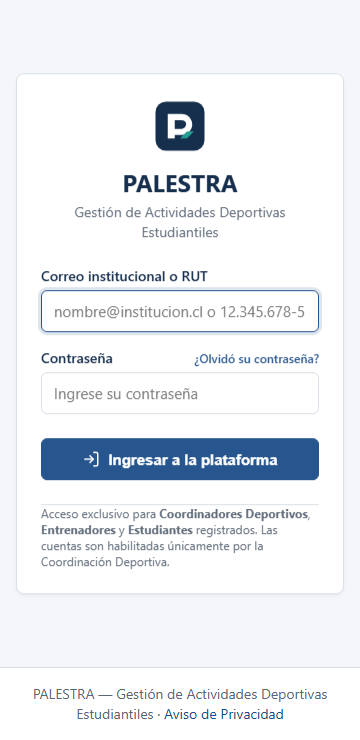 PALESTRA
Gestión de Actividades Deportivas
Estudiantiles
Correo institucional o RUT
nombre@institucion.cl o 12.345.678-5
Contraseña
¿Olvidó su contraseña?
Ingrese su contraseña
Ingresar a la plataforma
Acceso exclusivo para Coordinadores Deportivos,
Entrenadores y Estudiantes registrados. Las
cuentas son habilitadas únicamente por la
Coordinación Deportiva.
PALESTRA — Gestión de Actividades Deportivas
Estudiantiles · Aviso de Privacidad